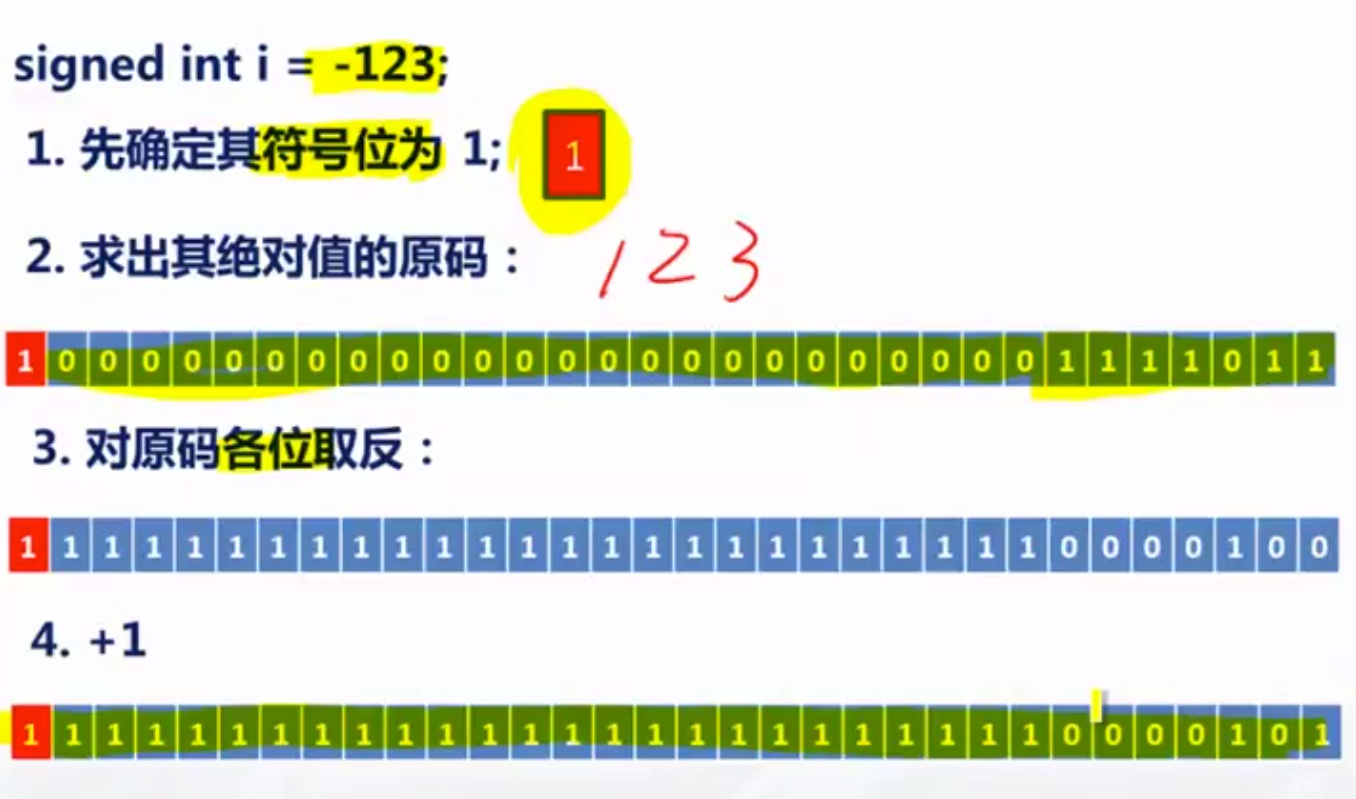 signed int i = -123;
1. 先确定其符号位为 1; 1
2. 求出其绝对值的原码： 123
1 0 0 0 0 0 0 0 0 0 0 0 0 0 0 0 0 0 0 0 0 0 0 0 0 1 1 1 1 0 1 1
3. 对原码各位取反：
1 1 1 1 1 1 1 1 1 1 1 1 1 1 1 1 1 1 1 1 1 1 1 1 1 0 0 0 0 1 0 0
4. +1
1 1 1 1 1 1 1 1 1 1 1 1 1 1 1 1 1 1 1 1 1 1 1 1 1 0 0 0 0 1 0 1